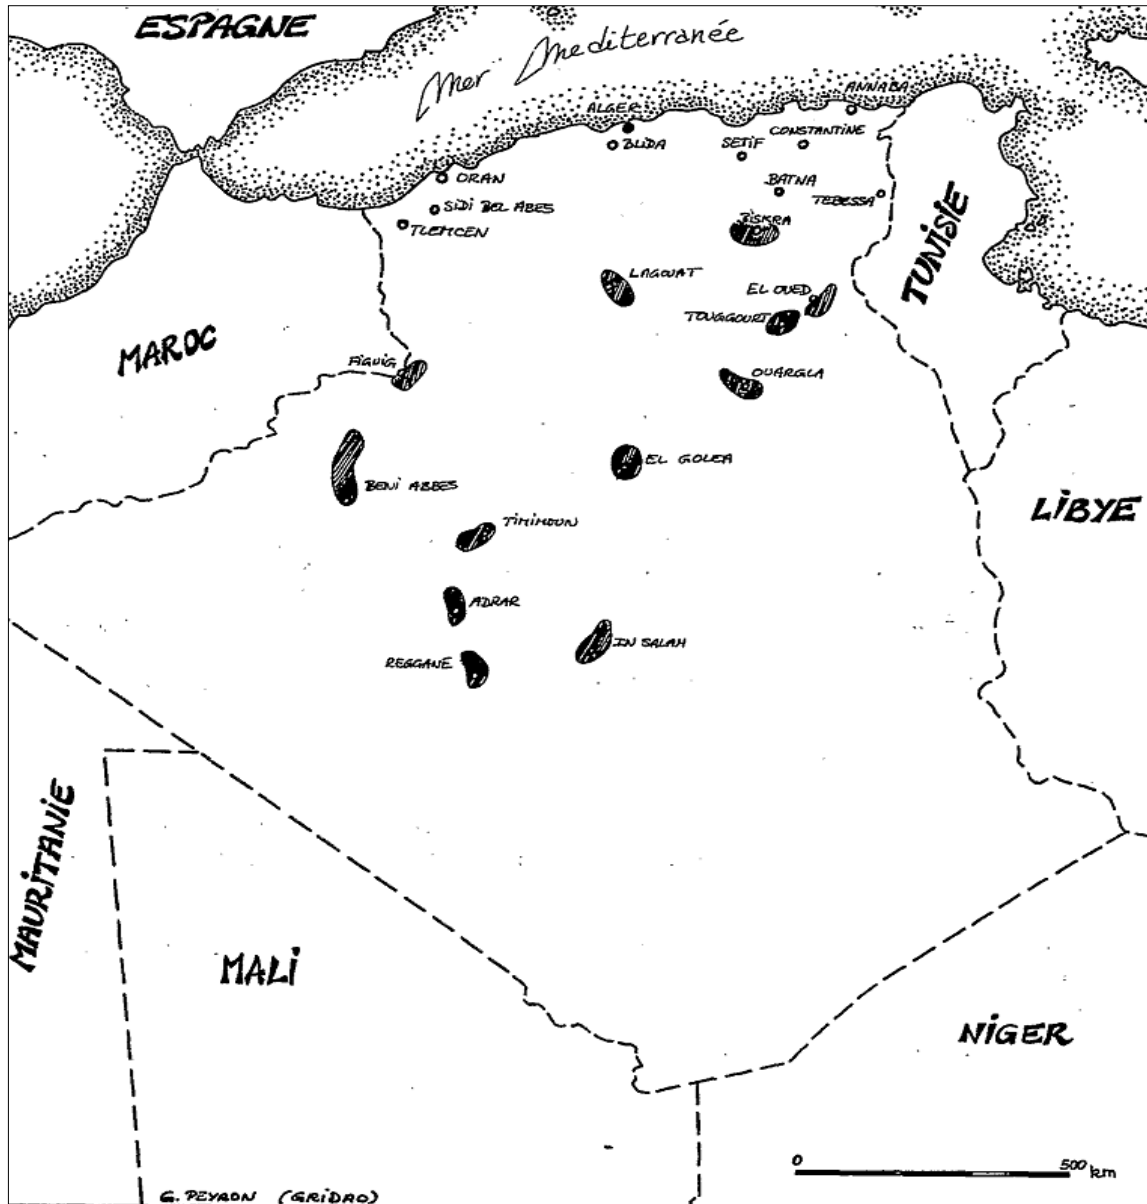 ESPAGNE
Mer Mediterranée
ANNABA
ALGER
BLIDA
SETIF
CONSTANTINE
ORAN
BATNA
TEBESSA
SIDI BEL ABES
TLEMCEN
BISKRA
TUNISIE
LAGOUAT
EL OUED
TOUGGOURT
MAROC
FIGUIG
OUARGLA
EL GOLEA
BENI ABBES
LIBYE
TIMIMOUN
ADRAR
IN SALAH
REGGANE
MAURITANIE
MALI
NIGER
0 500 km
G. PEYRON (GRIDAO)